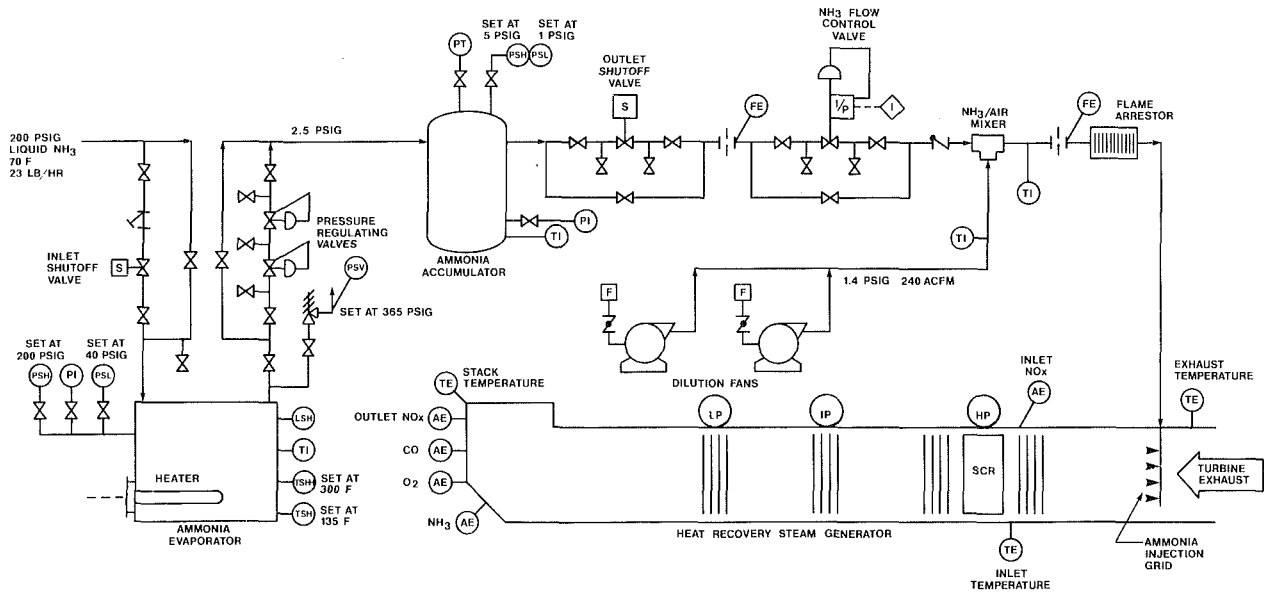 NH3 FLOW
CONTROL
VALVE
SET AT
5 PSIG
SET AT
1 PSIG
PT
PSH
PSL
OUTLET
SHUTOFF
VALVE
S
FE
I/P
I
NH3/AIR
MIXER
FE
FLAME
ARRESTOR
200 PSIG
LIQUID NH3
70 F
23 LB/HR
2.5 PSIG
TI
PRESSURE
REGULATING
VALVES
PI
TI
AMMONIA
ACCUMULATOR
TI
INLET
SHUTOFF
VALVE
S
PSV
SET AT 365 PSIG
1.4 PSIG 240 ACFM
F
F
SET AT
200 PSIG
SET AT
40 PSIG
PSH
PI
PSL
DILUTION FANS
STACK
TEMPERATURE
TE
INLET
NOx
AE
EXHAUST
TEMPERATURE
TE
LSH
OUTLET NOx
AE
LP
IP
HP
TI
CO
AE
HEATER
TSH
SET AT
300 F
O2
AE
SCR
TURBINE
EXHAUST
TSH
SET AT
135 F
NH3
AE
AMMONIA
EVAPORATOR
HEAT RECOVERY STEAM GENERATOR
TE
INLET
TEMPERATURE
AMMONIA
INJECTION
GRID